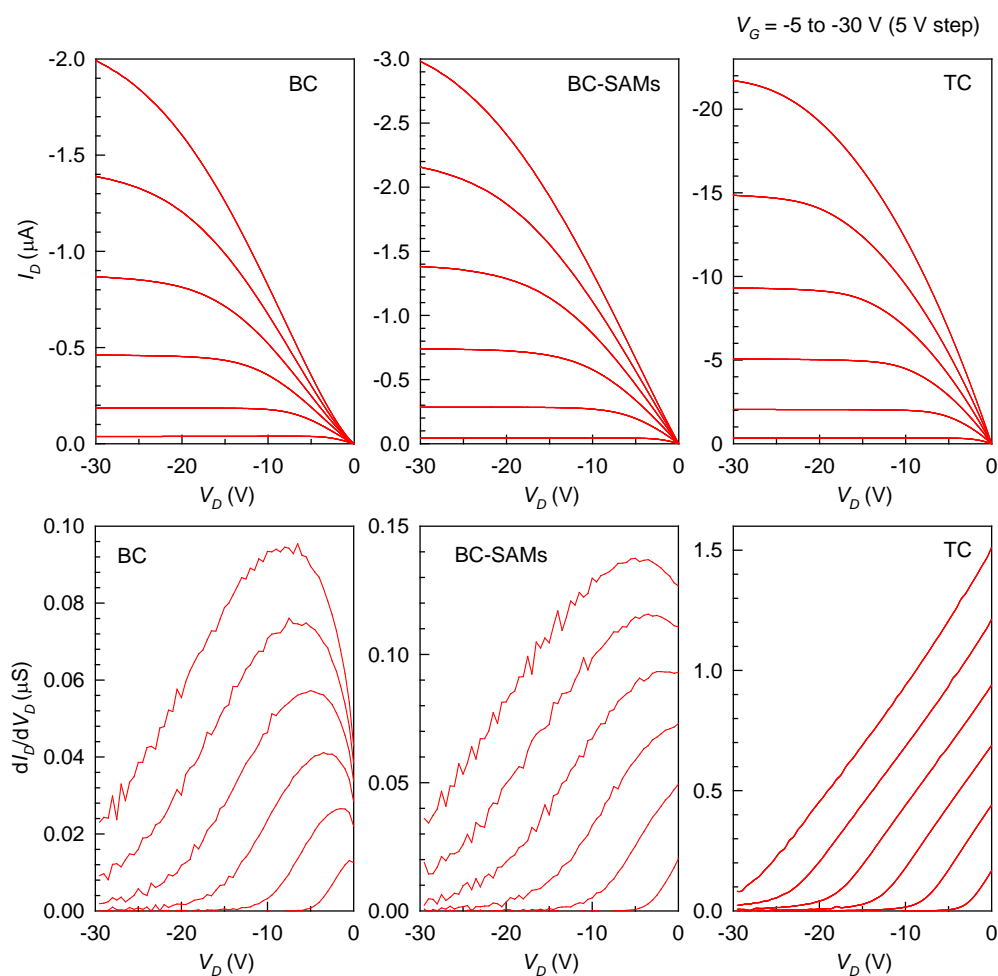 V_G = -5 to -30 V (5 V step)
-2.0
-1.5
-1.0
-0.5
0.0
I_D (μA)
BC
-30 -20 -10 0
V_D (V)
-3.0
-2.5
-2.0
-1.5
-1.0
-0.5
0.0
BC-SAMs
-30 -20 -10 0
V_D (V)
-20
-15
-10
-5
0
TC
-30 -20 -10 0
V_D (V)
0.10
0.08
0.06
0.04
0.02
0.00
dI_D/dV_D (μS)
BC
-30 -20 -10 0
V_D (V)
0.15
0.10
0.05
0.00
BC-SAMs
-30 -20 -10 0
V_D (V)
1.5
1.0
0.5
0.0
TC
-30 -20 -10 0
V_D (V)